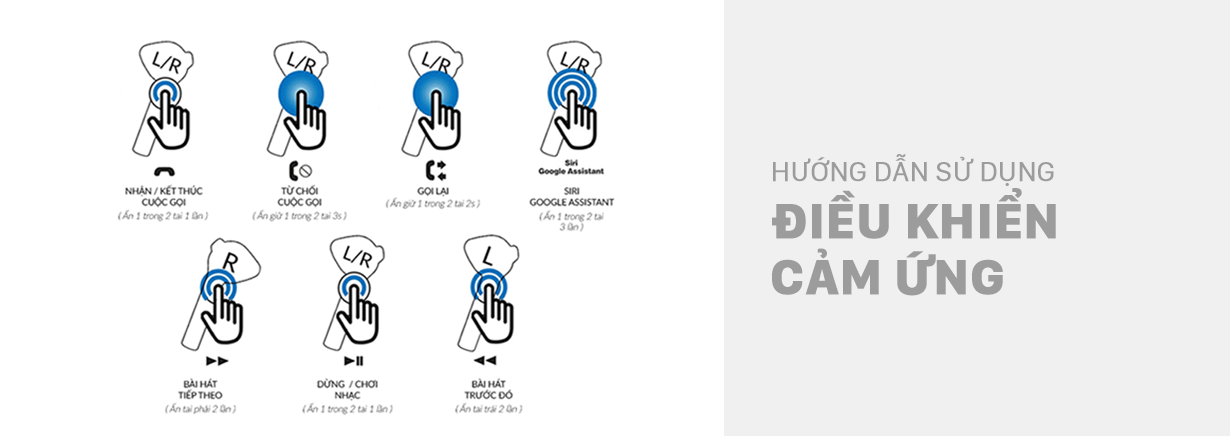 L/R
L/R
L/R
L/R
Siri
Google Assistant
NHẬN / KẾT THÚC
CUỘC GỌI
( Ấn 1 trong 2 tai 1 lần )
TỪ CHỐI
CUỘC GỌI
( Ấn giữ 1 trong 2 tai 3s )
GỌI LẠI
( Ấn giữ 1 trong 2 tai 2s )
SIRI
GOOGLE ASSISTANT
( Ấn 1 trong 2 tai
3 lần )
R
L/R
L
BÀI HÁT
TIẾP THEO
( Ấn tai phải 2 lần )
DỪNG / CHƠI
NHẠC
( Ấn 1 trong 2 tai 1 lần )
BÀI HÁT
TRƯỚC ĐÓ
( Ấn tai trái 2 lần )
HƯỚNG DẪN SỬ DỤNG
ĐIỀU KHIỂN
CẢM ỨNG